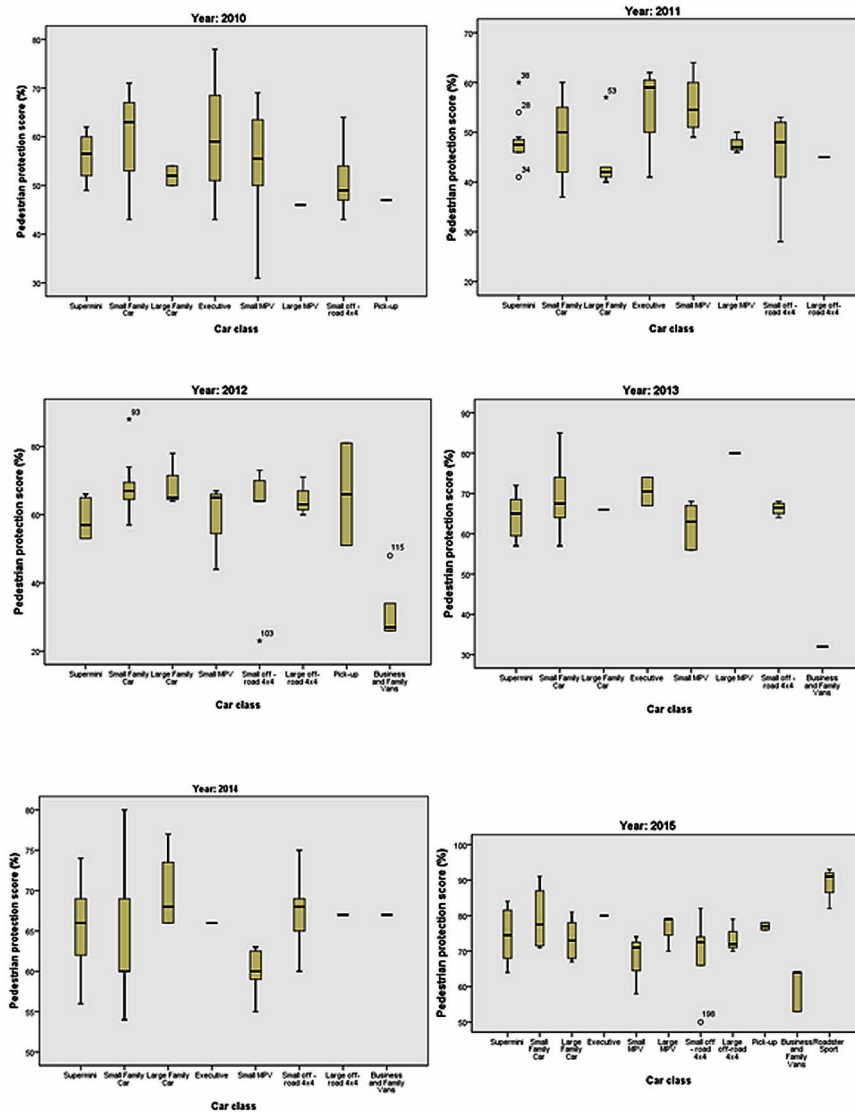 Year: 2010
Pedestrian protection score (%)
80
70
60
50
40
30
Supermini Small Family Car Large Family Car Executive Small MPV Large MPV Small off - road 4x4 Pick-up
Car class
Year: 2011
Pedestrian protection score (%)
70
60
50
40
30
20
38
28
34
53
Supermini Small Family Car Large Family Car Executive Small MPV Large MPV Small off - road 4x4 Large off- road 4x4
Car class
Year: 2012
Pedestrian protection score (%)
80
60
40
20
93
103
115
Supermini Small Family Car Large Family Car Small MPV Small off - road 4x4 Large off- road 4x4 Pick-up Business and Family Vans
Car class
Year: 2013
Pedestrian protection score (%)
90
80
70
60
50
40
30
Supermini Small Family Car Large Family Car Executive Small MPV Large MPV Small off - road 4x4 Business and Family Vans
Car class
Year: 2014
Pedestrian protection score (%)
80
75
70
65
60
55
50
Supermini Small Family Car Large Family Car Executive Small MPV Small off - road 4x4 Large off- road 4x4 Business and Family Vans
Car class
Year: 2015
Pedestrian protection score (%)
100
90
80
70
60
50
198
Supermini Small Family Car Large Family Car Executive Small MPV Large MPV Small off - road 4x4 Large off-road 4x4 Pick-up Business and Family Vans Roadster Sport
Car class